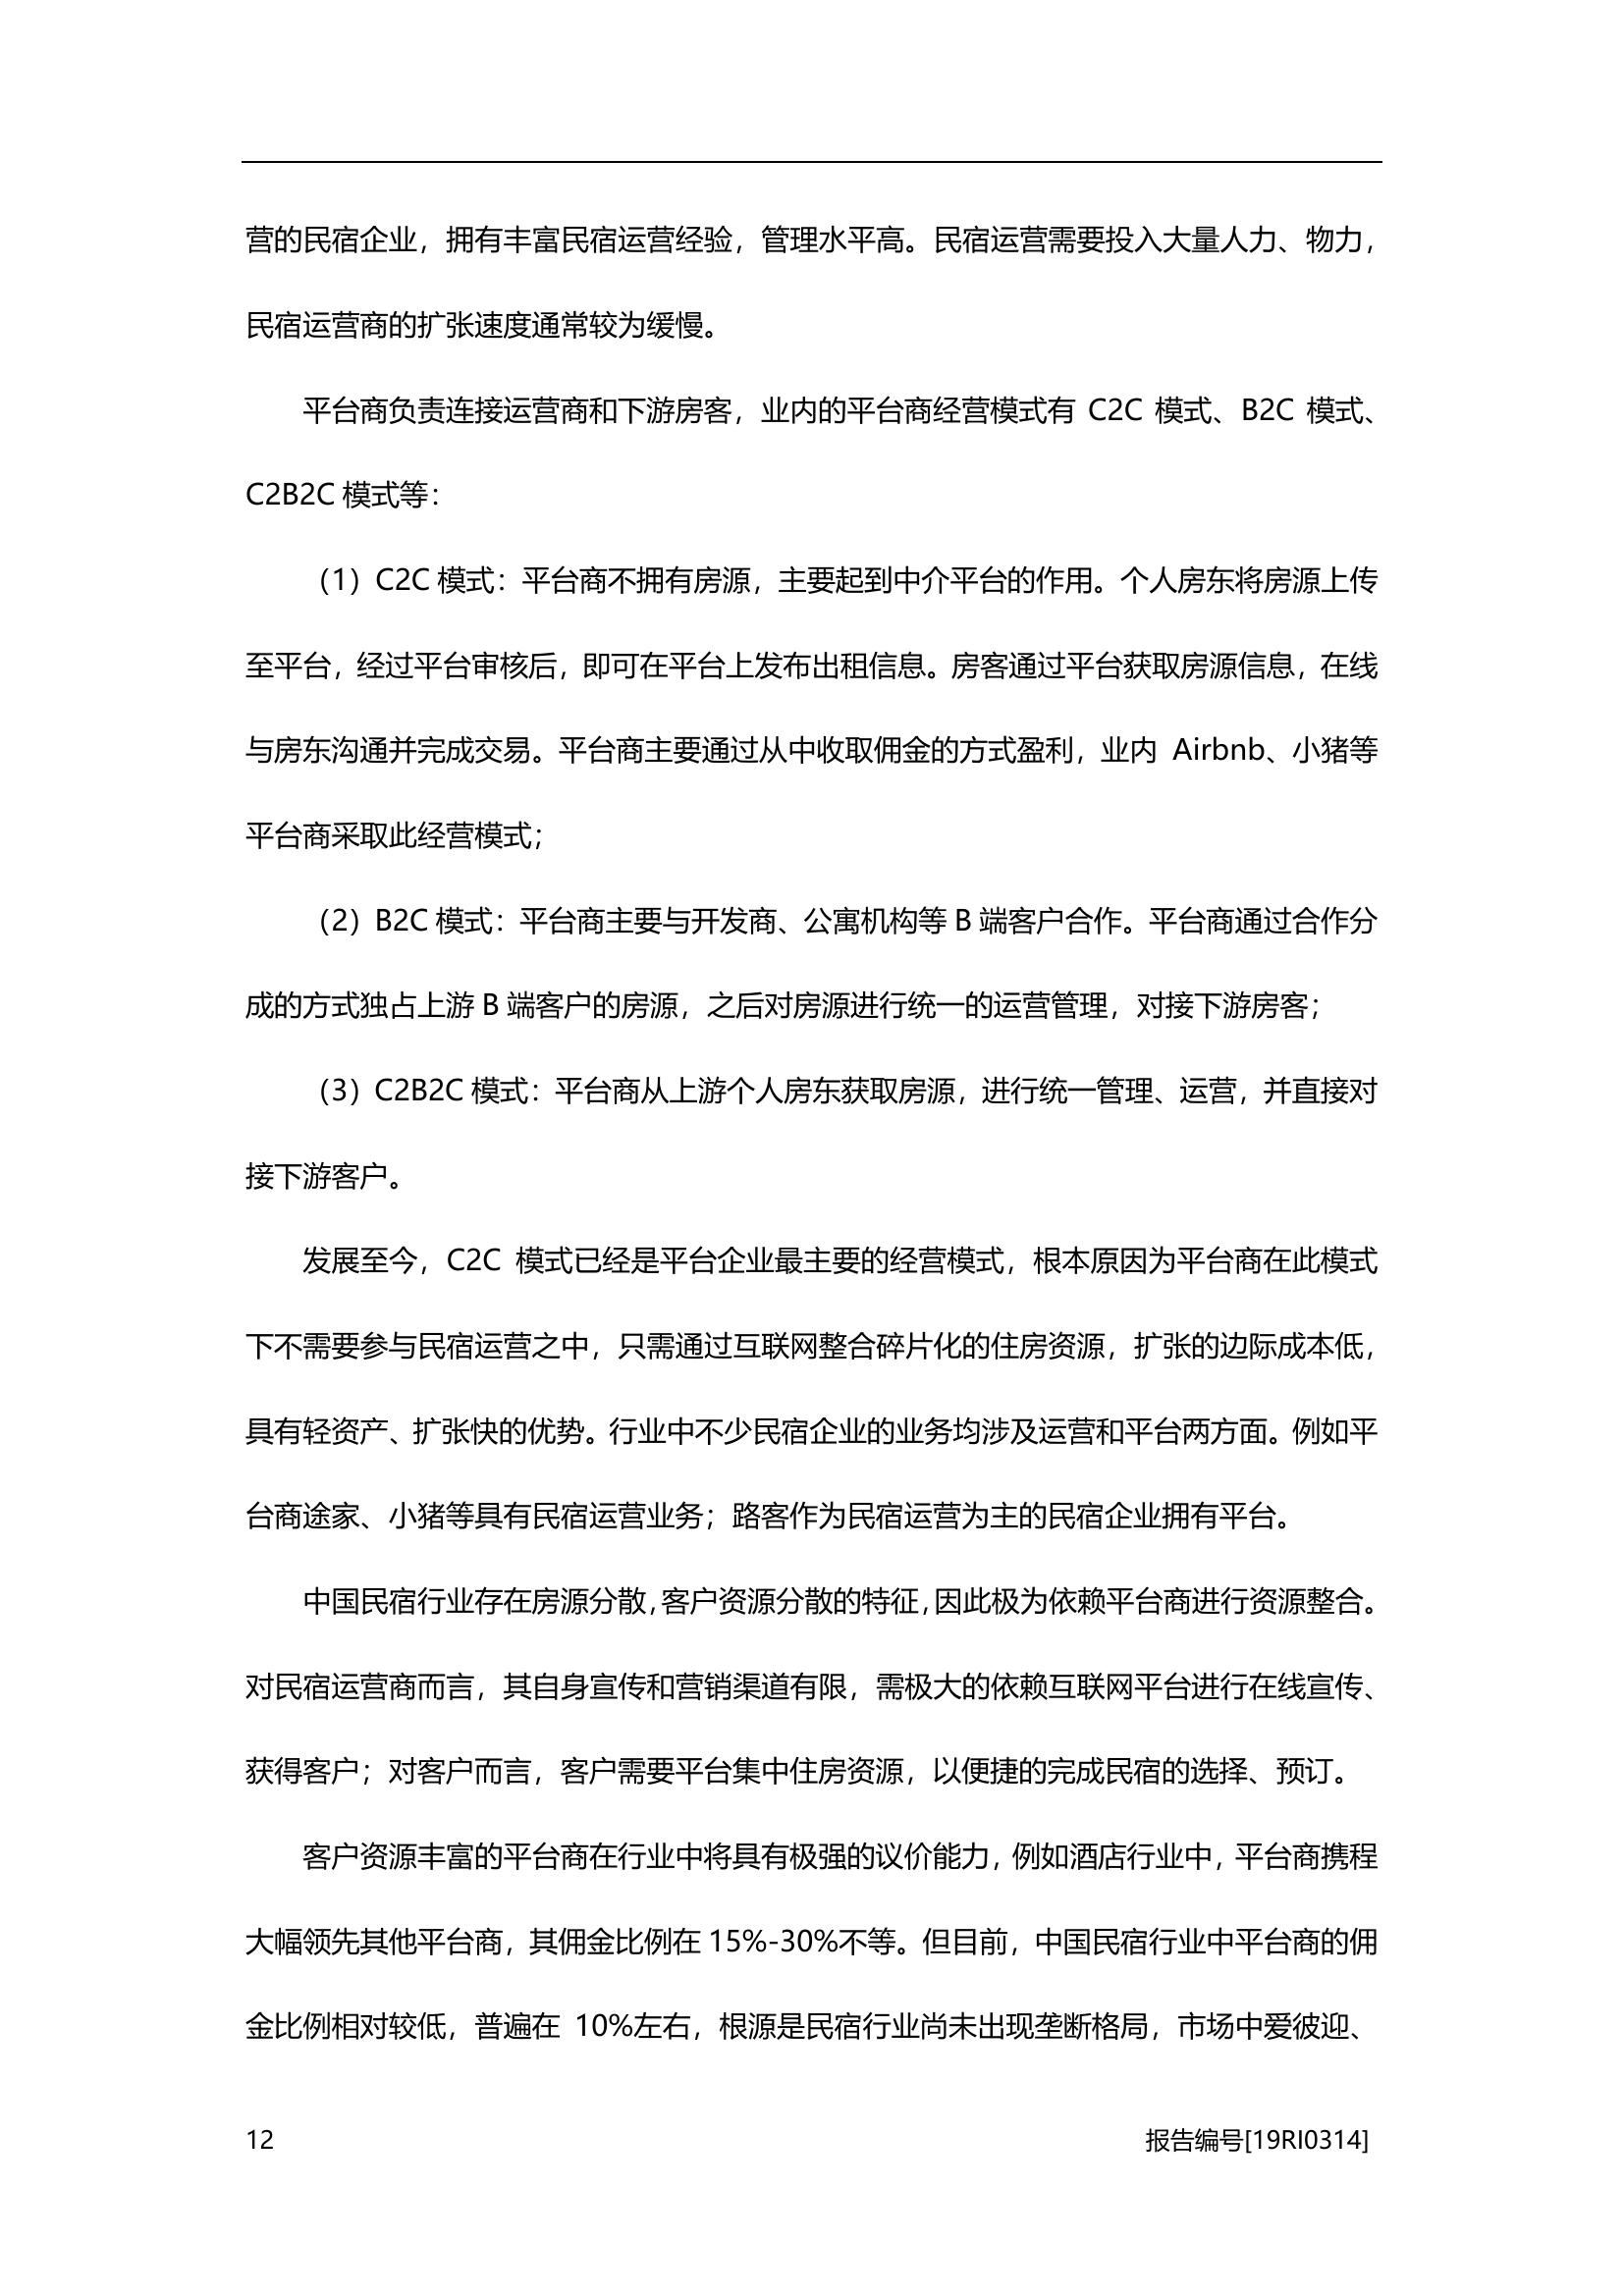 营的民宿企业，拥有丰富民宿运营经验，管理水平高。民宿运营需要投入大量人力、物力，
民宿运营商的扩张速度通常较为缓慢。
平台商负责连接运营商和下游房客，业内的平台商经营模式有 C2C 模式、B2C 模式、
C2B2C 模式等：
（1）C2C 模式：平台商不拥有房源，主要起到中介平台的作用。个人房东将房源上传
至平台，经过平台审核后，即可在平台上发布出租信息。房客通过平台获取房源信息，在线
与房东沟通并完成交易。平台商主要通过从中收取佣金的方式盈利，业内 Airbnb、小猪等
平台商采取此经营模式；
（2）B2C 模式：平台商主要与开发商、公寓机构等 B 端客户合作。平台商通过合作分
成的方式独占上游 B 端客户的房源，之后对房源进行统一的运营管理，对接下游房客；
（3）C2B2C 模式：平台商从上游个人房东获取房源，进行统一管理、运营，并直接对
接下游客户。
发展至今，C2C 模式已经是平台企业最主要的经营模式，根本原因为平台商在此模式
下不需要参与民宿运营之中，只需通过互联网整合碎片化的住房资源，扩张的边际成本低，
具有轻资产、扩张快的优势。行业中不少民宿企业的业务均涉及运营和平台两方面。例如平
台商途家、小猪等具有民宿运营业务；路客作为民宿运营为主的民宿企业拥有平台。
中国民宿行业存在房源分散，客户资源分散的特征，因此极为依赖平台商进行资源整合。
对民宿运营商而言，其自身宣传和营销渠道有限，需极大的依赖互联网平台进行在线宣传、
获得客户；对客户而言，客户需要平台集中住房资源，以便捷的完成民宿的选择、预订。
客户资源丰富的平台商在行业中将具有极强的议价能力，例如酒店行业中，平台商携程
大幅领先其他平台商，其佣金比例在 15%-30%不等。但目前，中国民宿行业中平台商的佣
金比例相对较低，普遍在 10%左右，根源是民宿行业尚未出现垄断格局，市场中爱彼迎、
12 报告编号[19RI0314]